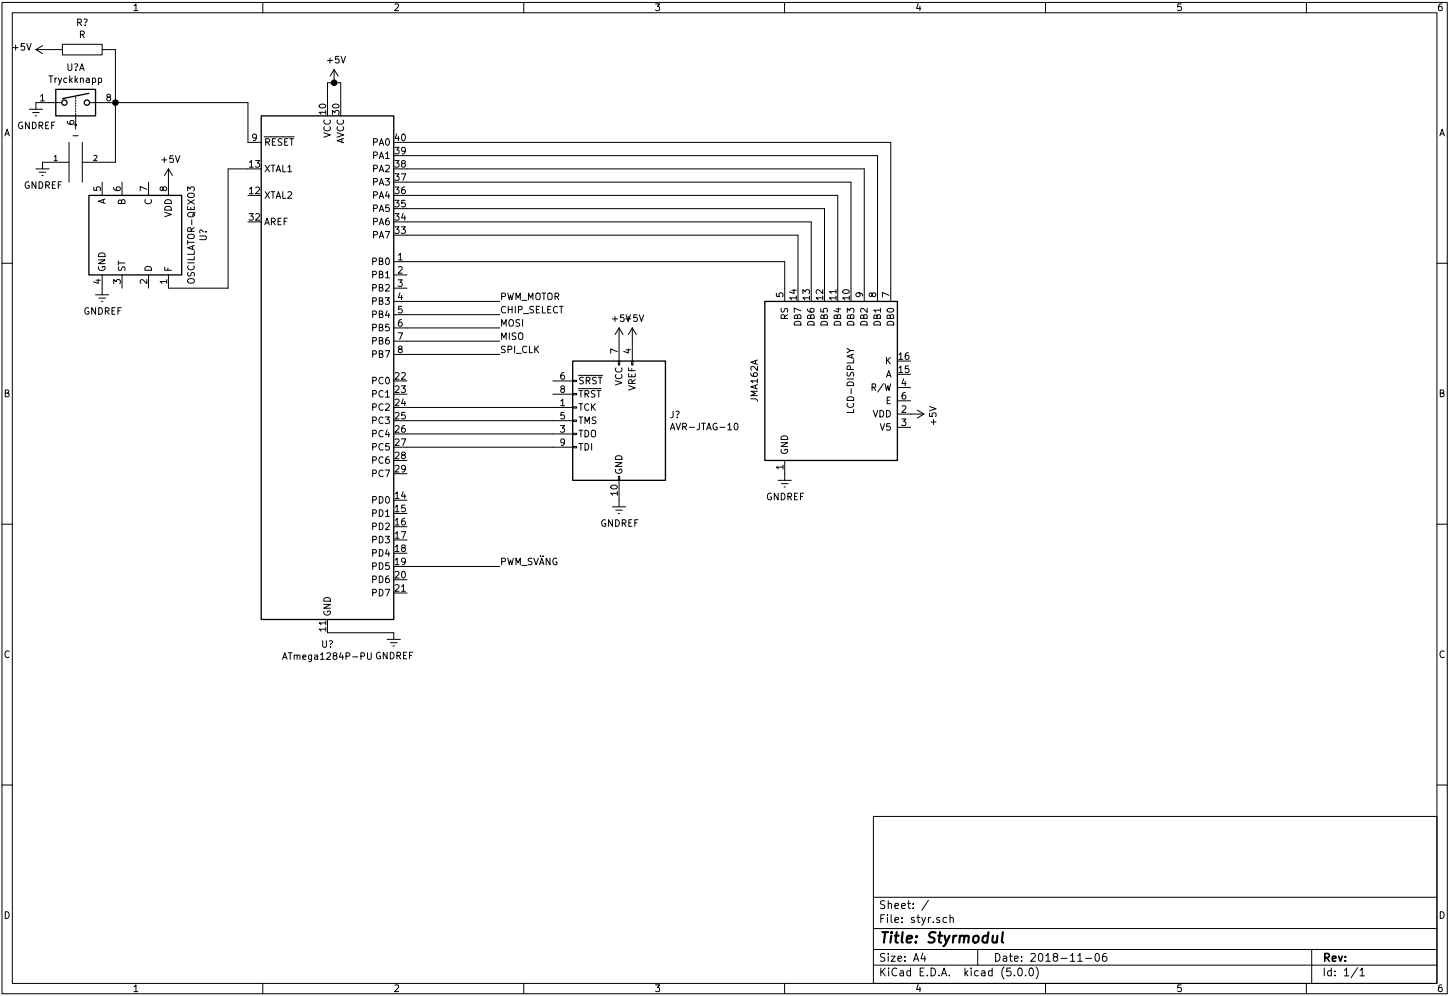 1 2 3 4 5 6
R?
R
+5V
U?A
Tryckknapp
1 8
6
GNDREF
1 2
GNDREF
+5V
5 6 7 8
A B C VDD
OSCILLATOR-QEX03
U?
GND ST D F
4 3 2 1
GNDREF
+5V
10 30
VCC AVCC
9 RESET
13 XTAL1
12 XTAL2
32 AREF
PA0 40
PA1 39
PA2 38
PA3 37
PA4 36
PA5 35
PA6 34
PA7 33
PB0 1
PB1 2
PB2 3
PB3 4 PWM_MOTOR
PB4 5 CHIP_SELECT
PB5 6 MOSI
PB6 7 MISO
PB7 8 SPI_CLK
PC0 22
PC1 23
PC2 24
PC3 25
PC4 26
PC5 27
PC6 28
PC7 29
PD0 14
PD1 15
PD2 16
PD3 17
PD4 18
PD5 19 PWM_SVÄNG
PD6 20
PD7 21
GND
11
U?
ATmega1284P-PU GNDREF
+5V +5V
7 4
VCC VREF
6 SRST
8 TRST
1 TCK
5 TMS
3 TDO
9 TDI
J?
AVR-JTAG-10
GND
10
GNDREF
5 14 13 12 11 10 9 8 7
RS DB7 DB6 DB5 DB4 DB3 DB2 DB1 DB0
JMA162A
LCD-DISPLAY
K 16
A 15
R/W 4
E 6
VDD 2 +5V
V5 3
GND
1
GNDREF
A A
B B
C C
D D
Sheet: /
File: styr.sch
Title: Styrmodul
Size: A4 Date: 2018-11-06 Rev:
KiCad E.D.A. kicad (5.0.0) Id: 1/1
1 2 3 4 5 6